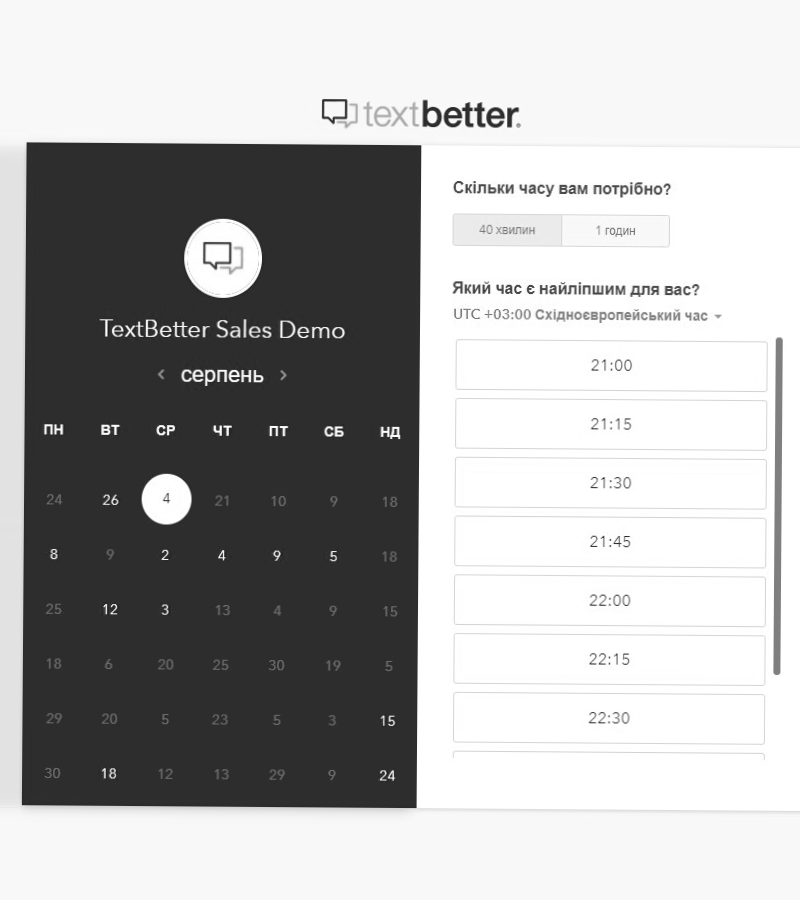 textbetter.
TextBetter Sales Demo
< серпень >
ПН ВТ СР ЧТ ПТ СБ НД
24 26 4 21 10 9 18
8 9 2 4 9 5 18
25 12 3 13 4 9 15
18 6 20 25 30 19 5
29 20 5 23 5 3 15
30 18 12 13 29 9 24
Скільки часу вам потрібно?
40 хвилин 1 годин
Який час є найліпшим для вас?
UTC +03:00 Східноєвропейський час
21:00
21:15
21:30
21:45
22:00
22:15
22:30